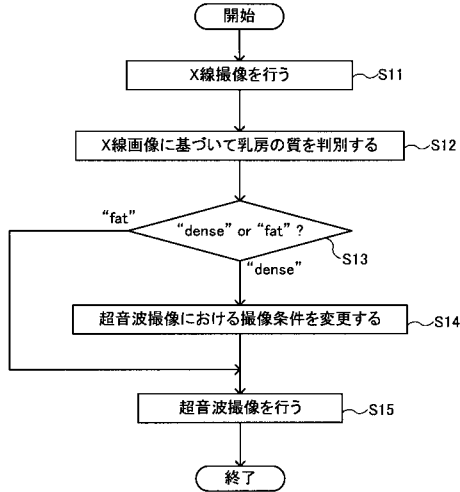 開始
X線撮像を行う
S11
X線画像に基づいて乳房の質を判別する
S12
“fat”
“dense” or “fat” ?
S13
“dense”
超音波撮像における撮像条件を変更する
S14
超音波撮像を行う
S15
終了